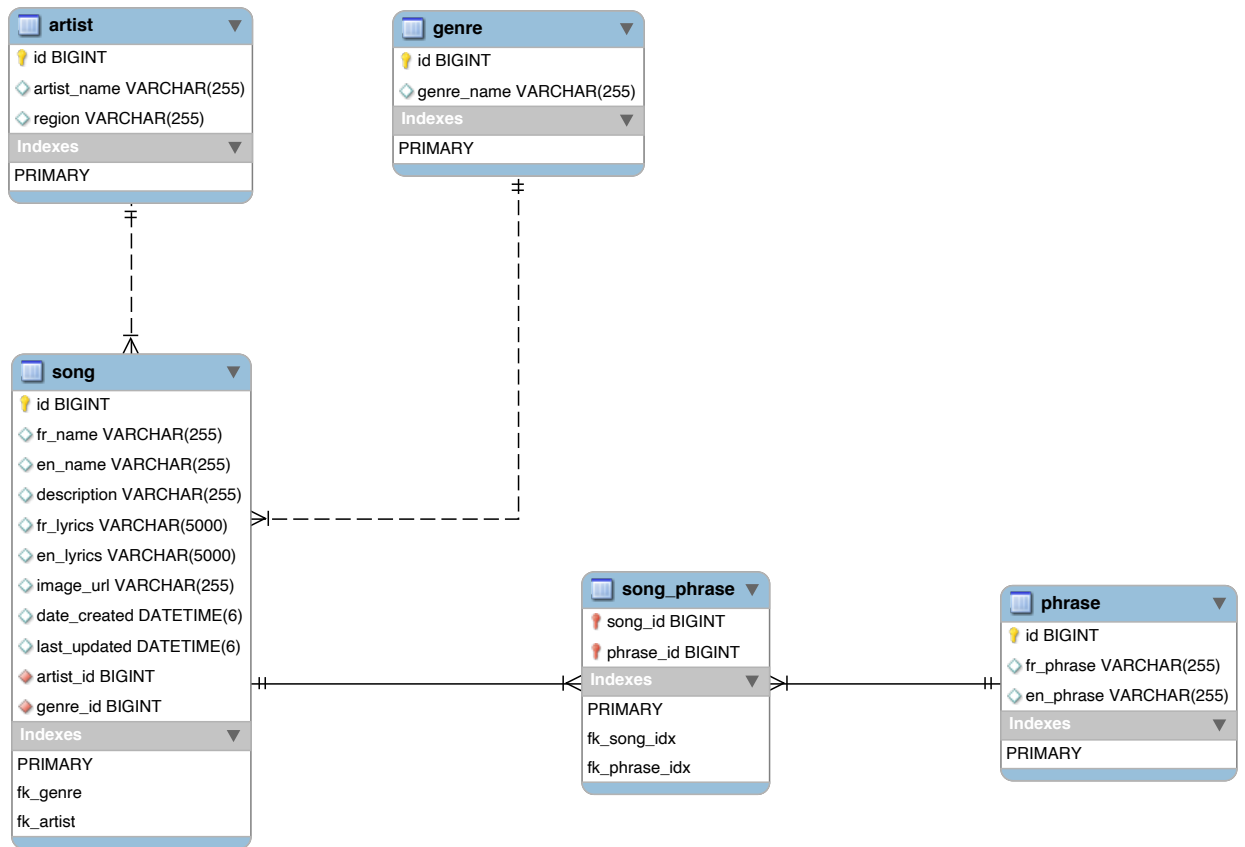 artist
id BIGINT
artist_name VARCHAR(255)
region VARCHAR(255)
Indexes
PRIMARY
genre
id BIGINT
genre_name VARCHAR(255)
Indexes
PRIMARY
song
id BIGINT
fr_name VARCHAR(255)
en_name VARCHAR(255)
description VARCHAR(255)
fr_lyrics VARCHAR(5000)
en_lyrics VARCHAR(5000)
image_url VARCHAR(255)
date_created DATETIME(6)
last_updated DATETIME(6)
artist_id BIGINT
genre_id BIGINT
Indexes
PRIMARY
fk_genre
fk_artist
song_phrase
song_id BIGINT
phrase_id BIGINT
Indexes
PRIMARY
fk_song_idx
fk_phrase_idx
phrase
id BIGINT
fr_phrase VARCHAR(255)
en_phrase VARCHAR(255)
Indexes
PRIMARY